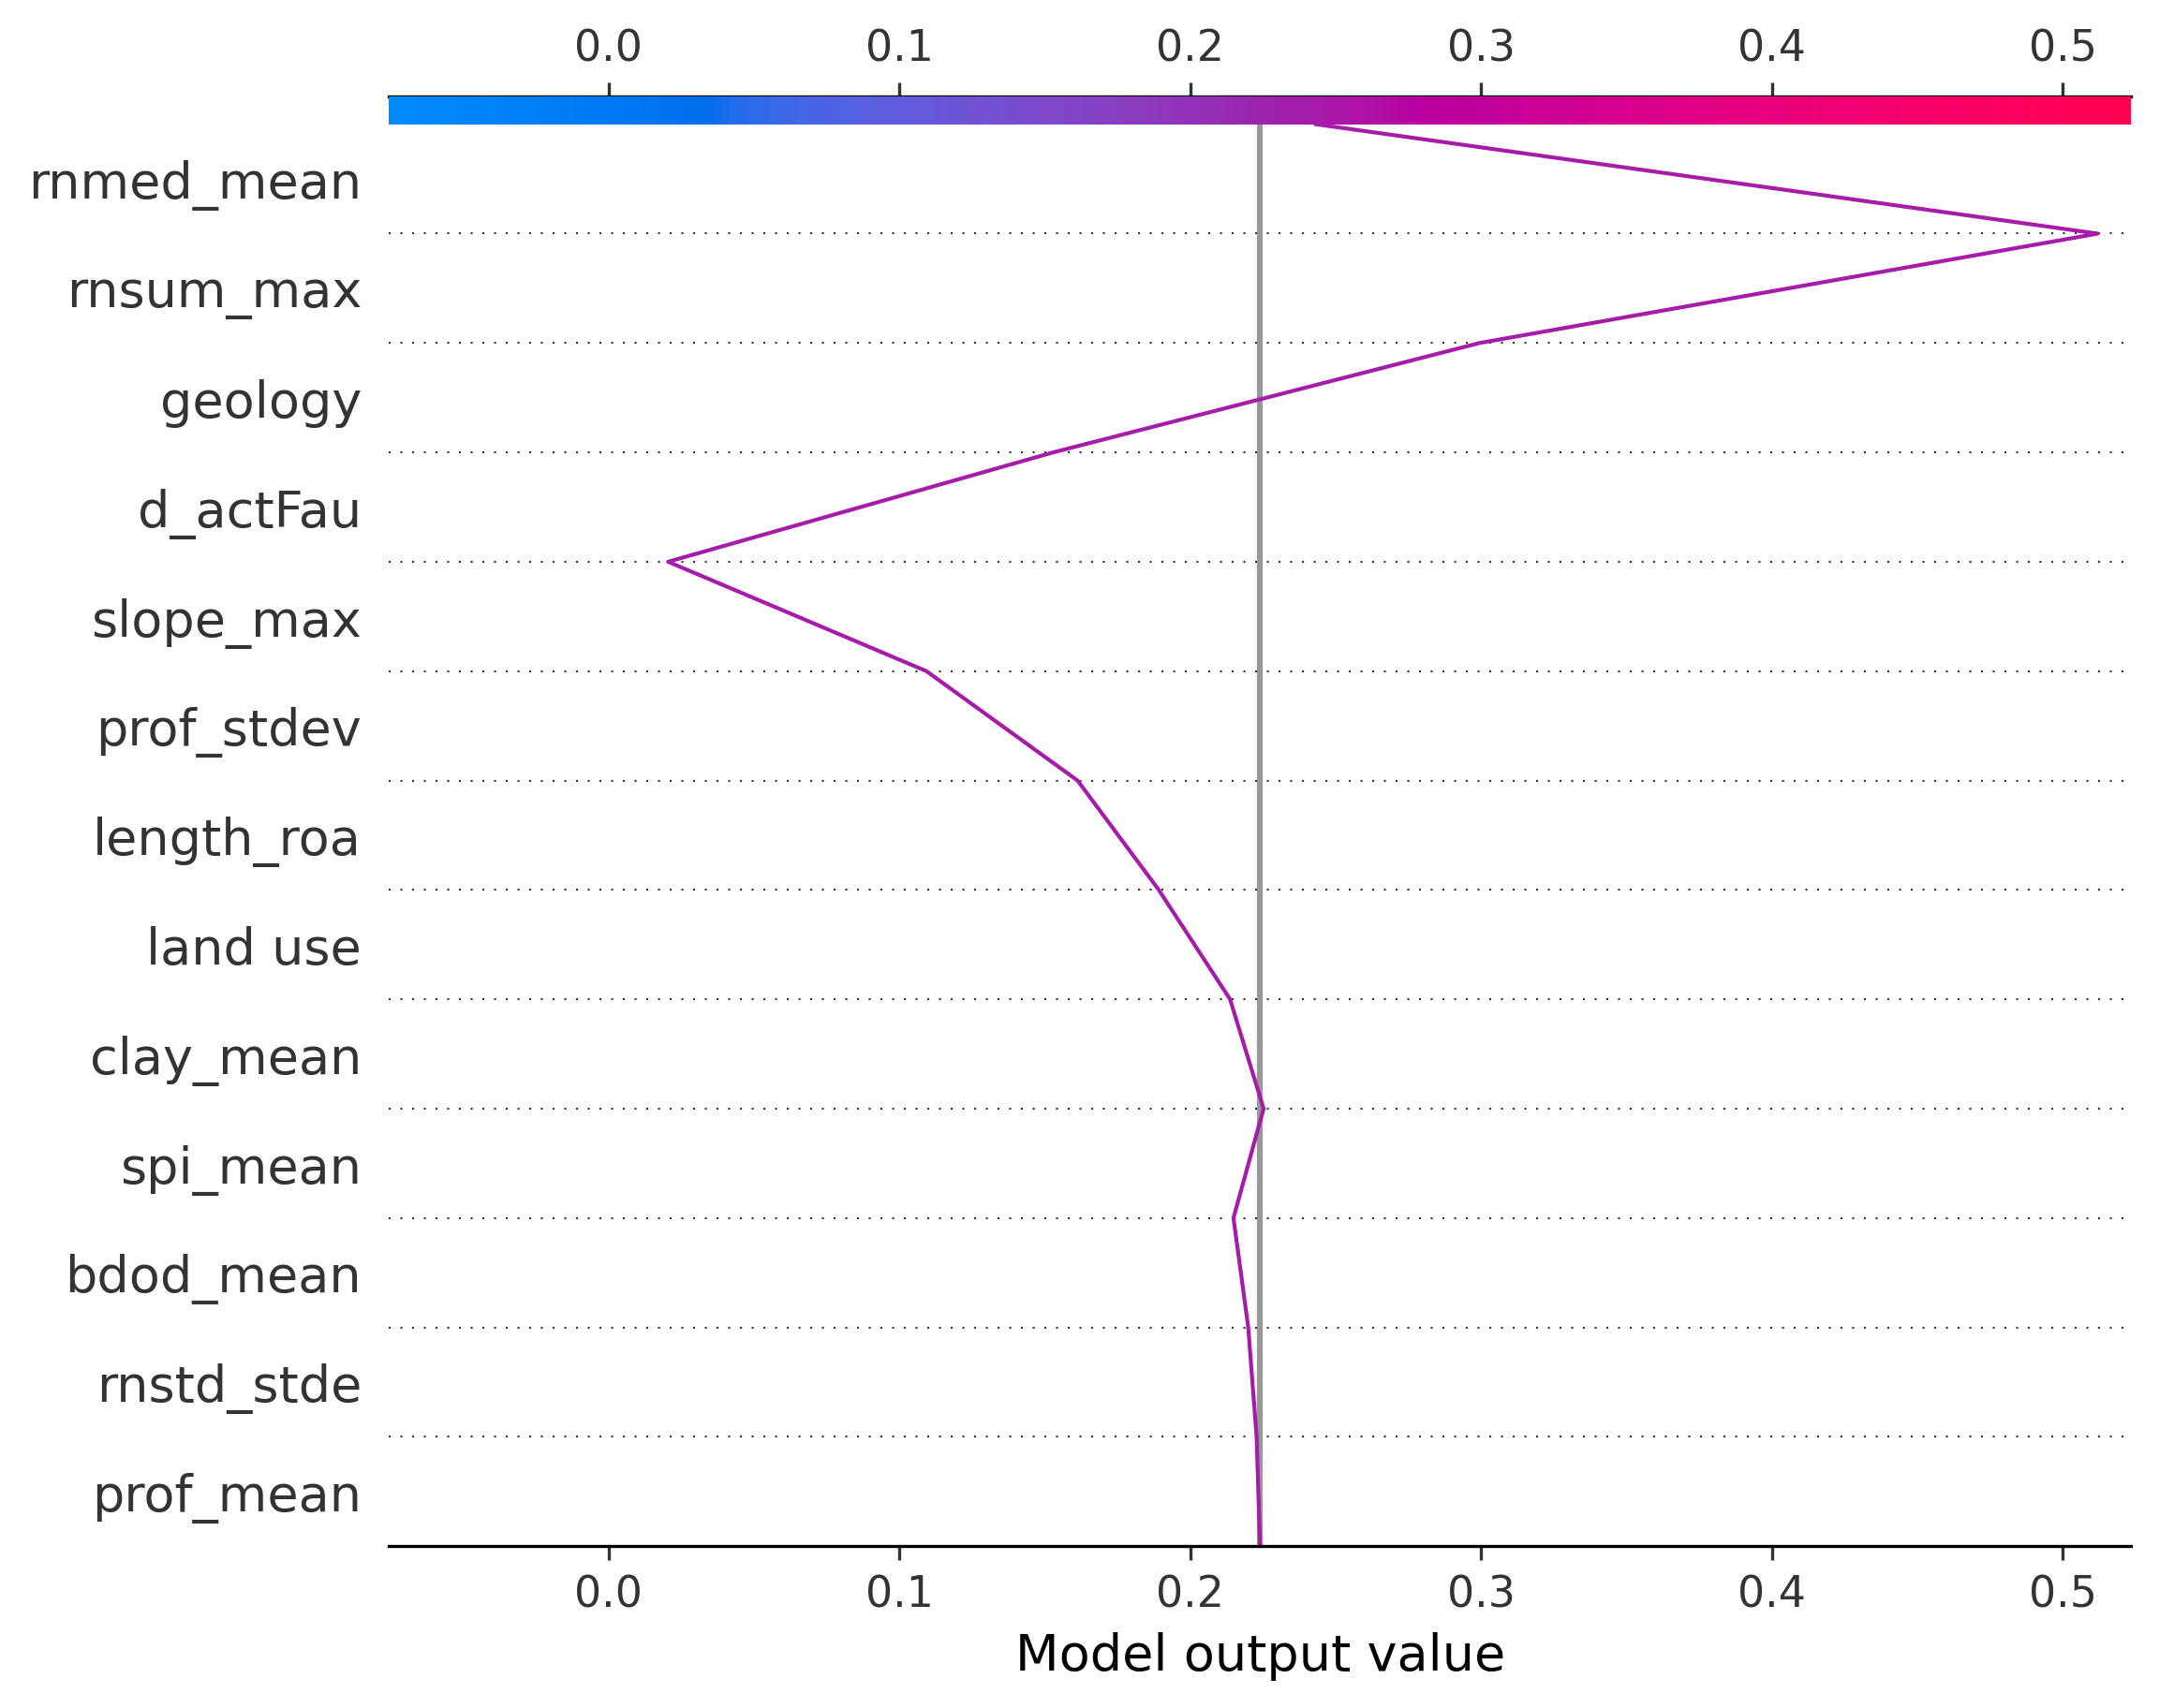 0.0 0.1 0.2 0.3 0.4 0.5
rnmed_mean
rnsum_max
geology
d_actFau
slope_max
prof_stdev
length_roa
land use
clay_mean
spi_mean
bdod_mean
rnstd_stde
prof_mean
0.0 0.1 0.2 0.3 0.4 0.5
Model output value